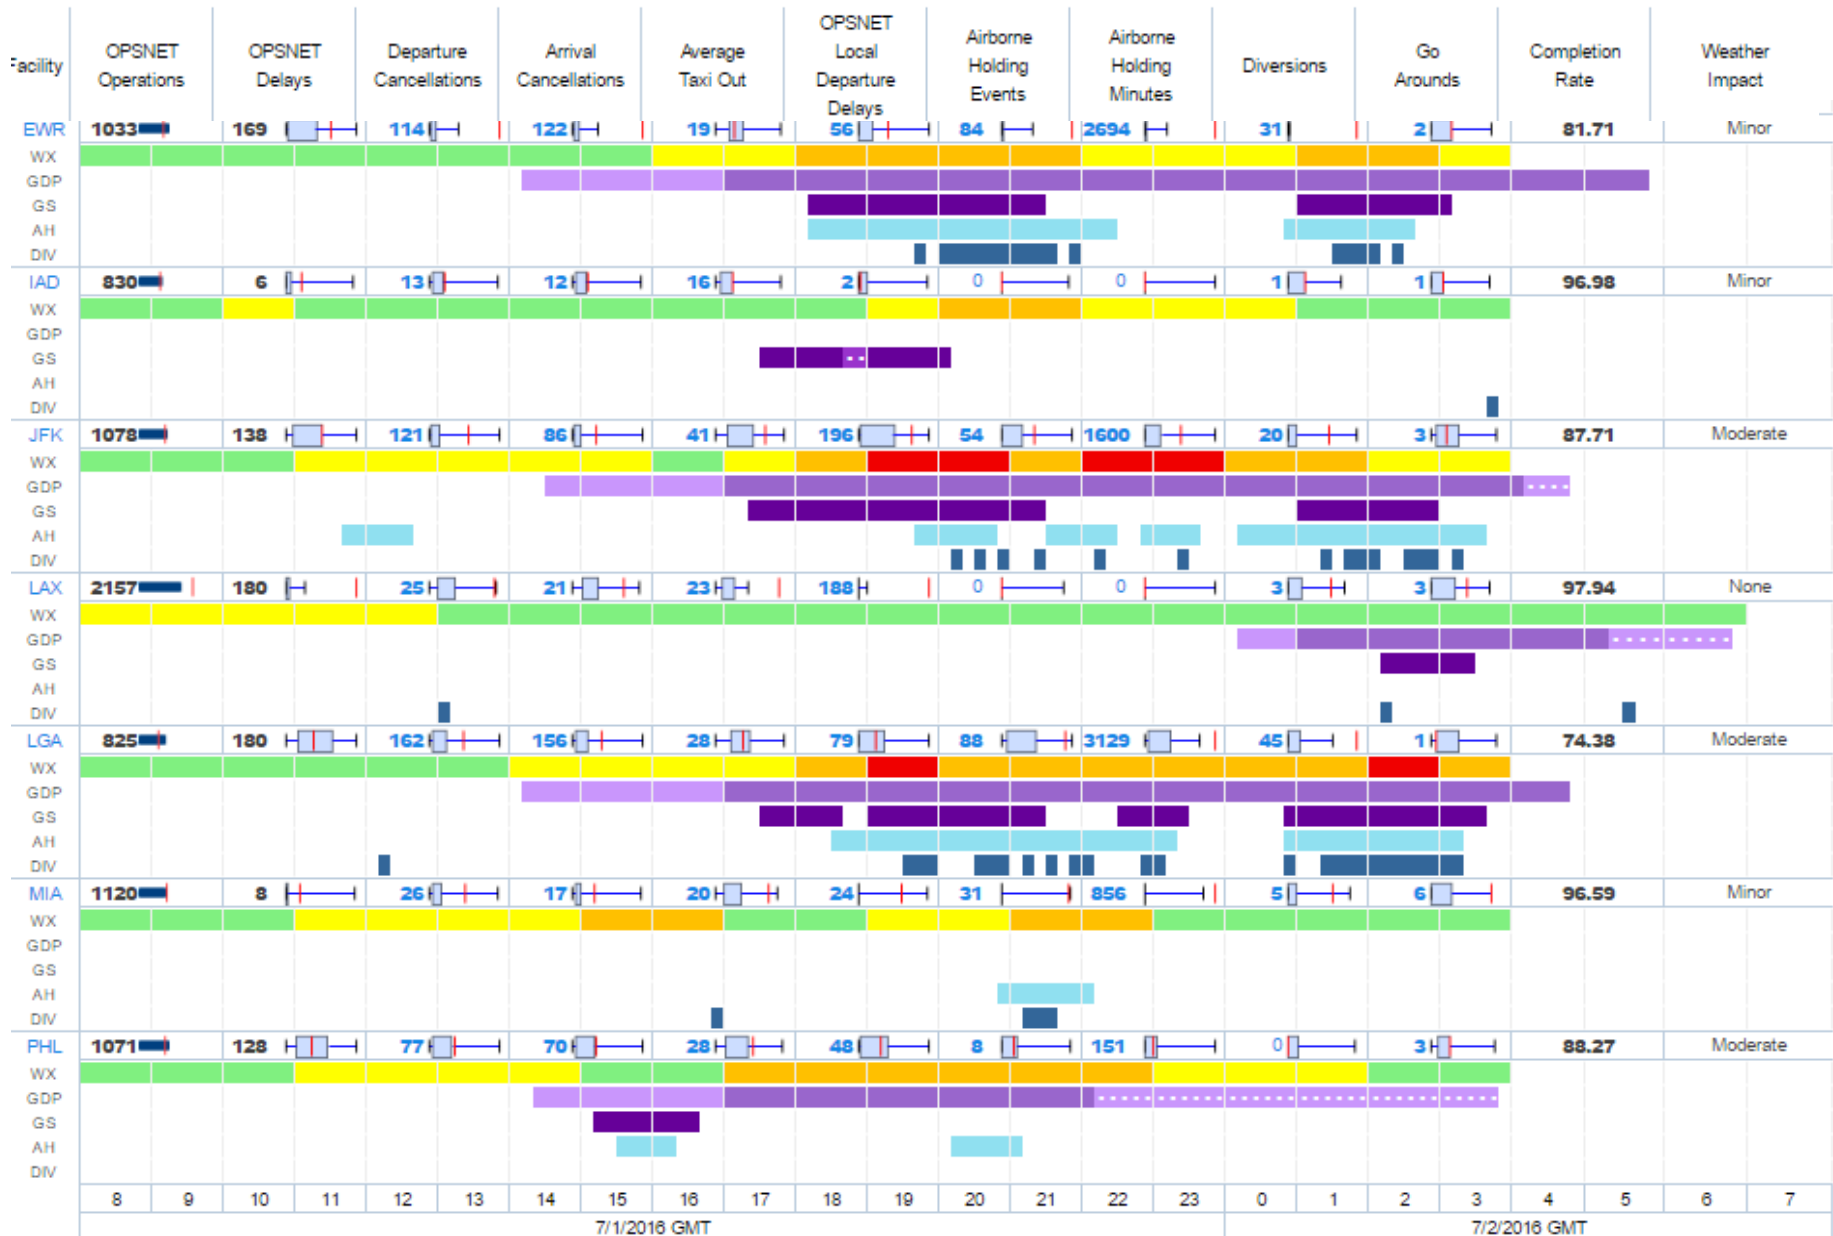 Facility OPSNET Operations OPSNET Delays Departure Cancellations Arrival Cancellations Average Taxi Out OPSNET Local Departure Delays Airborne Holding Events Airborne Holding Minutes Diversions Go Arounds Completion Rate Weather Impact
EWR 1033 169 114 122 19 56 84 2694 31 2 81.71 Minor
WX
GDP
GS
AH
DIV
IAD 830 6 13 12 16 2 0 0 1 1 96.98 Minor
WX
GDP
GS
AH
DIV
JFK 1078 138 121 86 41 196 54 1600 20 3 87.71 Moderate
WX
GDP
GS
AH
DIV
LAX 2157 180 25 21 23 188 0 0 3 3 97.94 None
WX
GDP
GS
AH
DIV
LGA 825 180 162 156 28 79 88 3129 45 1 74.38 Moderate
WX
GDP
GS
AH
DIV
MIA 1120 8 26 17 20 24 31 856 5 6 96.59 Minor
WX
GDP
GS
AH
DIV
PHL 1071 128 77 70 28 48 8 151 0 3 88.27 Moderate
WX
GDP
GS
AH
DIV
8 9 10 11 12 13 14 15 16 17 18 19 20 21 22 23 0 1 2 3 4 5 6 7
7/1/2016 GMT 7/2/2016 GMT